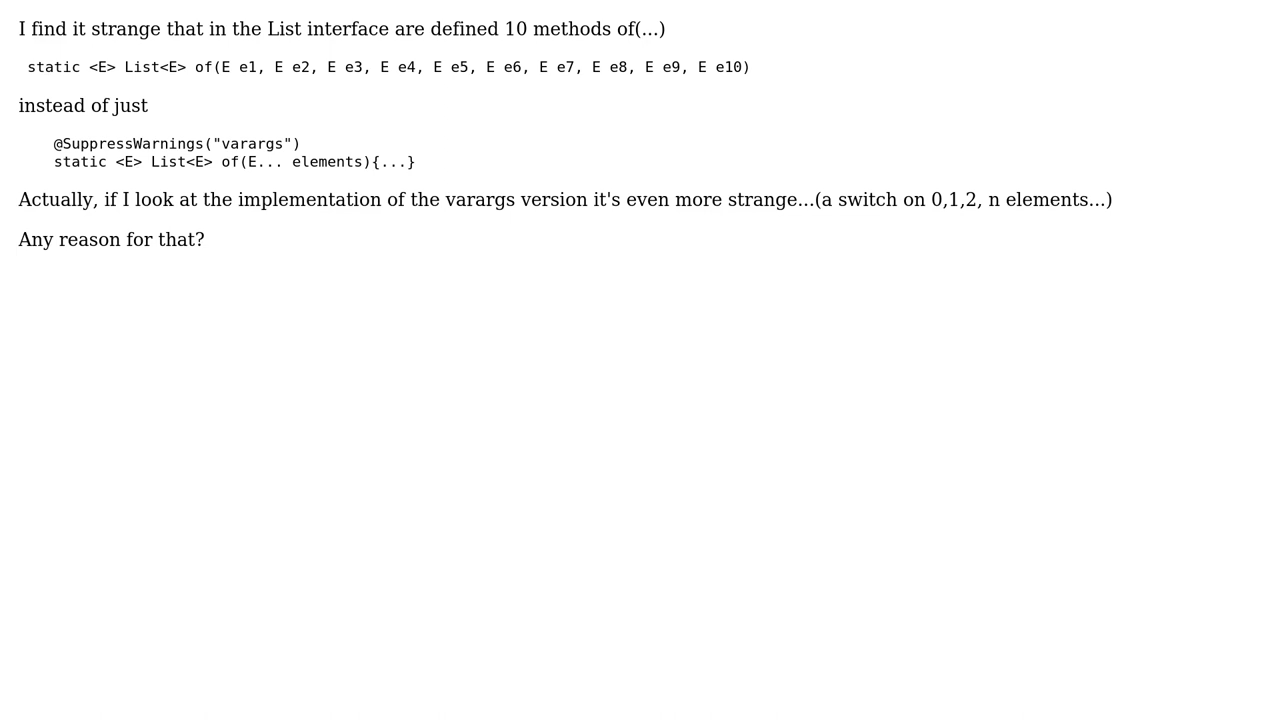 I find it strange that in the List interface are defined 10 methods of(...)
static <E> List<E> of(E e1, E e2, E e3, E e4, E e5, E e6, E e7, E e8, E e9, E e10)
instead of just
@SuppressWarnings("varargs")
static <E> List<E> of(E... elements){...}
Actually, if I look at the implementation of the varargs version it's even more strange...(a switch on 0,1,2, n elements...)
Any reason for that?